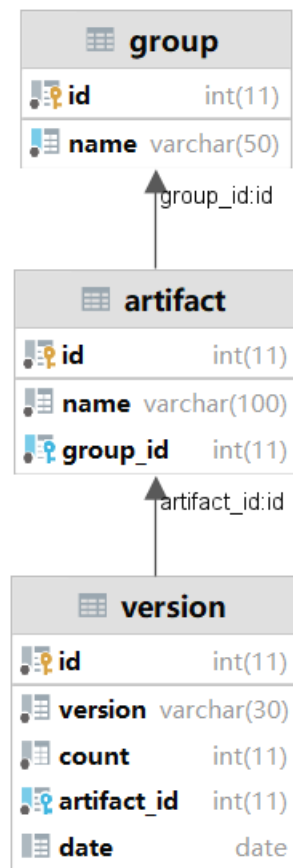 group
id int(11)
name varchar(50)
group_id:id
artifact
id int(11)
name varchar(100)
group_id int(11)
artifact_id:id
version
id int(11)
version varchar(30)
count int(11)
artifact_id int(11)
date date